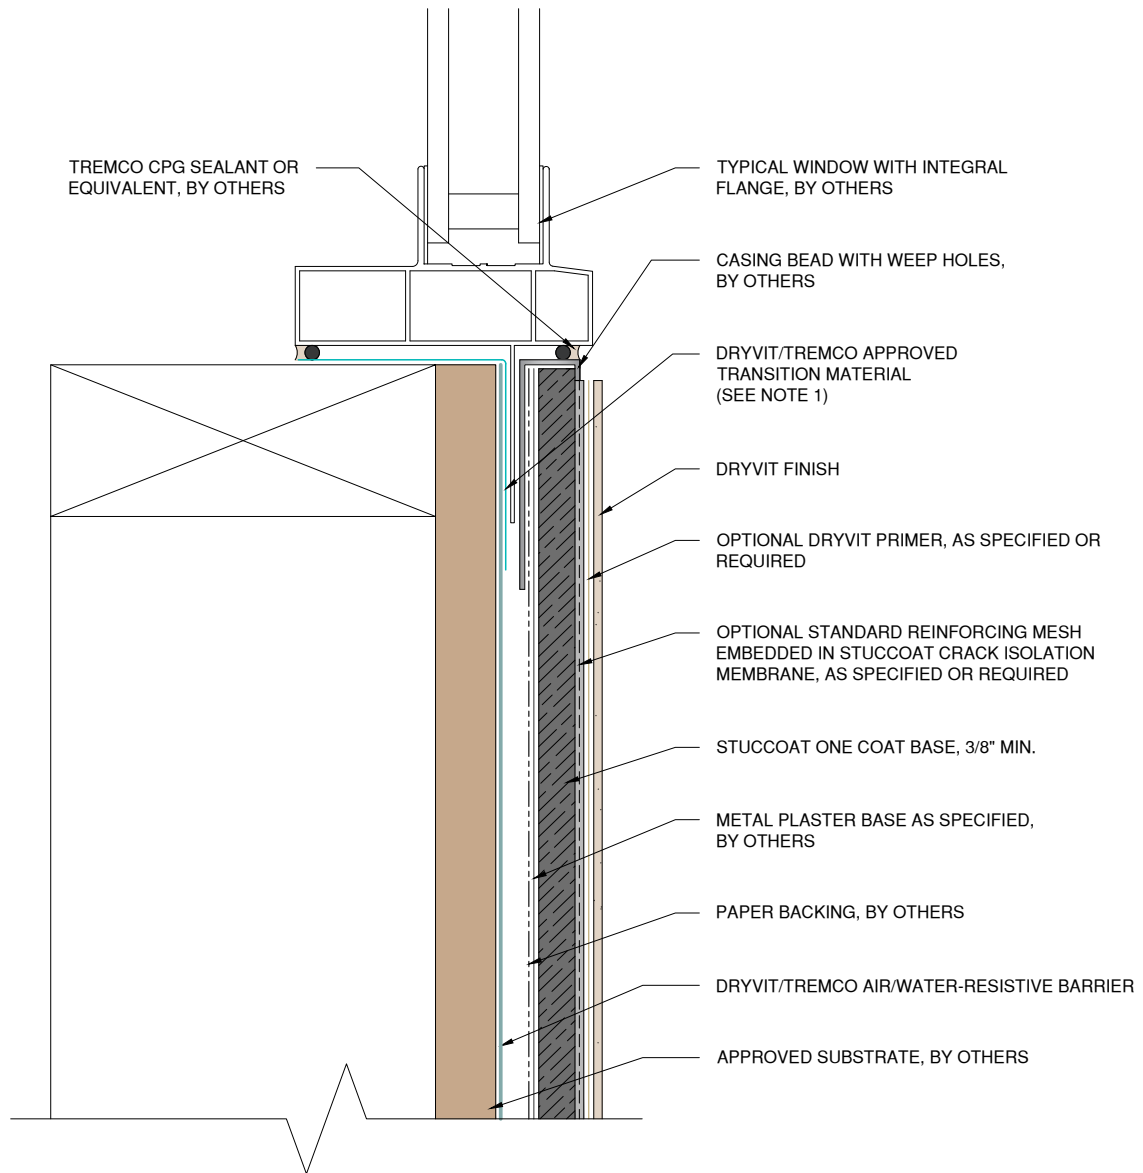 TREMCO CPG SEALANT OR
EQUIVALENT, BY OTHERS
TYPICAL WINDOW WITH INTEGRAL
FLANGE, BY OTHERS
CASING BEAD WITH WEEP HOLES,
BY OTHERS
DRYVIT/TREMCO APPROVED
TRANSITION MATERIAL
(SEE NOTE 1)
DRYVIT FINISH
OPTIONAL DRYVIT PRIMER, AS SPECIFIED OR
REQUIRED
OPTIONAL STANDARD REINFORCING MESH
EMBEDDED IN STUCCOAT CRACK ISOLATION
MEMBRANE, AS SPECIFIED OR REQUIRED
STUCCOAT ONE COAT BASE, 3/8" MIN.
METAL PLASTER BASE AS SPECIFIED,
BY OTHERS
PAPER BACKING, BY OTHERS
DRYVIT/TREMCO AIR/WATER-RESISTIVE BARRIER
APPROVED SUBSTRATE, BY OTHERS